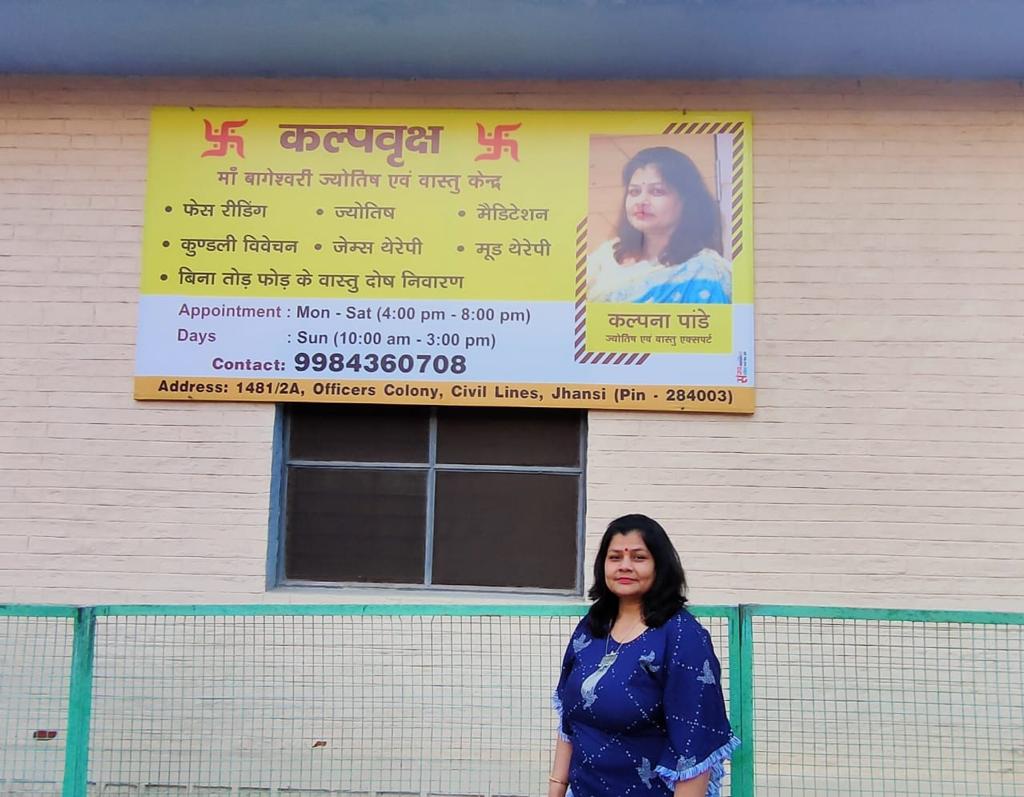 कल्पवृक्ष
माँ बागेश्वरी ज्योतिष एवं वास्तु केन्द्र
• फेस रीडिंग • ज्योतिष • मैडिटेशन
• कुण्डली विवेचन • जेम्स थेरेपी • मूड थेरेपी
• बिना तोड़ फोड़ के वास्तु दोष निवारण
Appointment : Mon - Sat (4:00 pm - 8:00 pm)
Days : Sun (10:00 am - 3:00 pm)
Contact: 9984360708
कल्पना पांडे
ज्योतिष एवं वास्तु एक्सपर्ट
Address: 1481/2A, Officers Colony, Civil Lines, Jhansi (Pin - 284003)